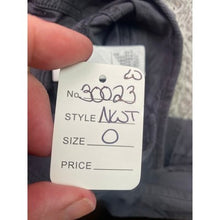 No. 30023
STYLE NWT
SIZE 0
PRICE